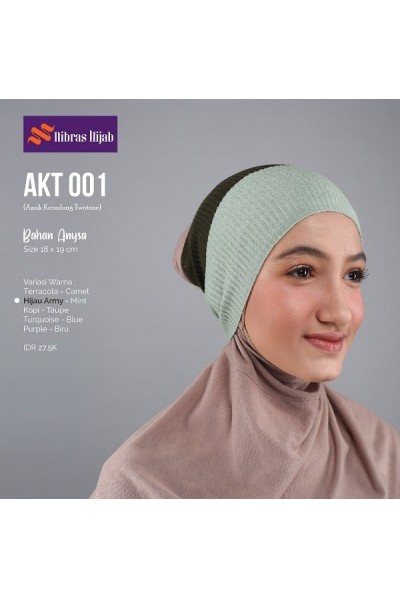 Nibras Hijab
AKT 001
(Anak Kerudung Twotone)
Bahan Anysa
Size 18 x 19 cm
Variasi Warna :
Terracota - Camel
Hijau Army - Mint
Kopi - Taupe
Turquoise - Blue
Purple - Biru
IDR 27.5K